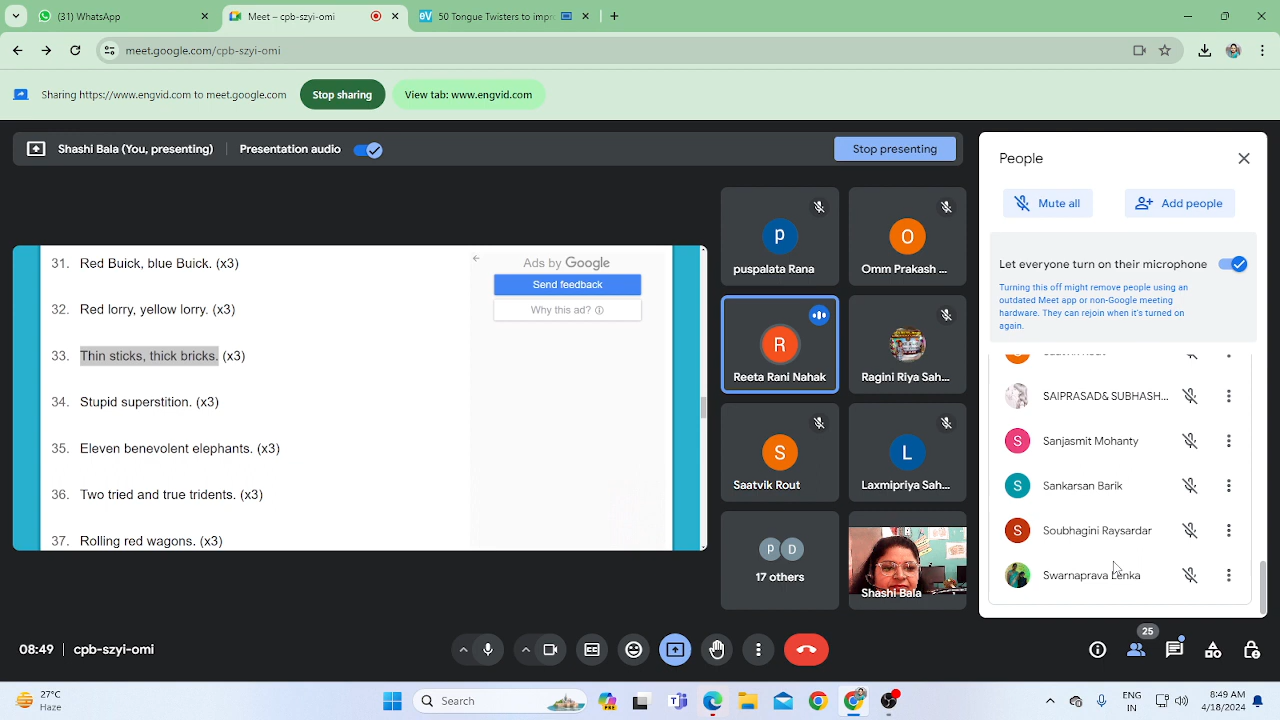 (31) WhatsApp
Meet – cpb-szyi-omi
50 Tongue Twisters to impro
meet.google.com/cpb-szyi-omi
Sharing https://www.engvid.com to meet.google.com
Stop sharing
View tab: www.engvid.com
Shashi Bala (You, presenting)
Presentation audio
Stop presenting
31. Red Buick, blue Buick. (x3)
32. Red lorry, yellow lorry. (x3)
33. Thin sticks, thick bricks. (x3)
34. Stupid superstition. (x3)
35. Eleven benevolent elephants. (x3)
36. Two tried and true tridents. (x3)
37. Rolling red wagons. (x3)
Ads by Google
Send feedback
Why this ad?
p
puspalata Rana
O
Omm Prakash ...
R
Reeta Rani Nahak
Ragini Riya Sah...
S
Saatvik Rout
L
Laxmipriya Sah...
p D
17 others
Shashi Bala
People
Mute all
Add people
Let everyone turn on their microphone
Turning this off might remove people using an
outdated Meet app or non-Google meeting
hardware. They can rejoin when it's turned on
again.
SAIPRASAD& SUBHASH...
S Sanjasmit Mohanty
S Sankarsan Barik
S Soubhagini Raysardar
Swarnaprava Lenka
08:49 cpb-szyi-omi
25
27°C
Haze
Search
ENG
IN
8:49 AM
4/18/2024